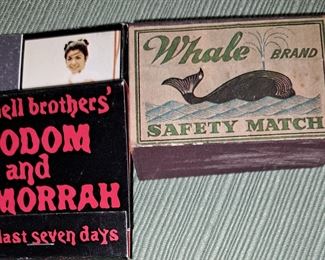 ell brothers'
ODOM
and
MORRAH
last seven days
Whale BRAND
SAFETY MATCH